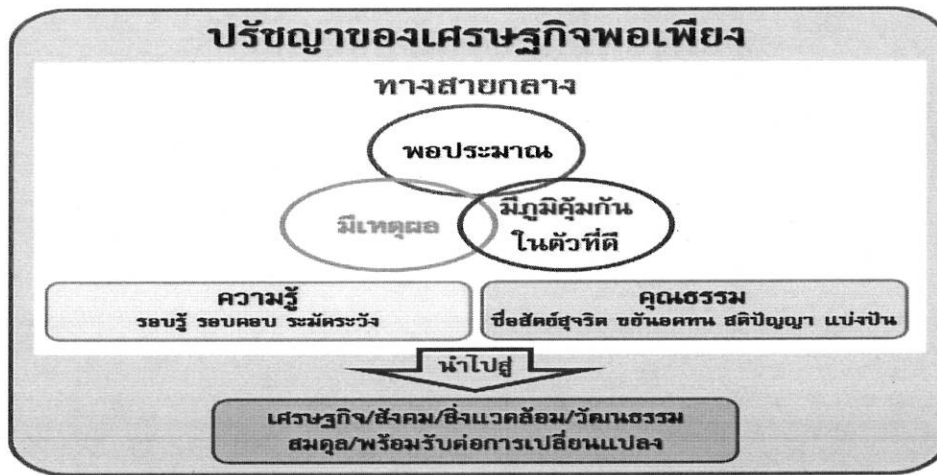 ปรัชญาของเศรษฐกิจพอเพียง
ทางสายกลาง
พอประมาณ
มีเหตุผล
มีภูมิคุ้มกัน
ในตัวที่ดี
ความรู้
รอบรู้ รอบคอบ ระมัดระวัง
คุณธรรม
ซื่อสัตย์สุจริต ขยันอดทน สติปัญญา แบ่งปัน
นำไปสู่
เศรษฐกิจ/สังคม/สิ่งแวดล้อม/วัฒนธรรม
สมดุล/พร้อมรับต่อการเปลี่ยนแปลง